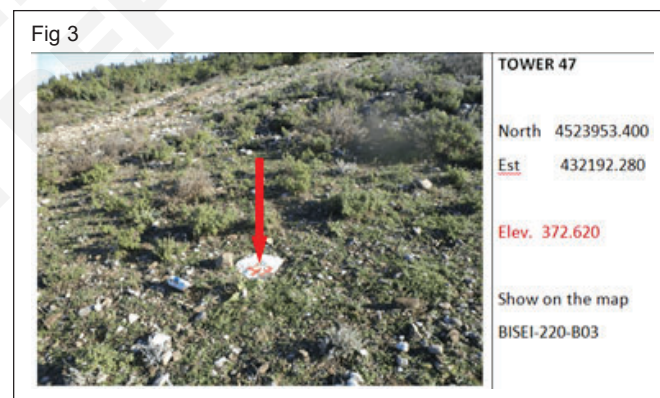 Fig 3
TOWER 47
North 4523953.400
Est 432192.280
Elev. 372.620
Show on the map
BISEI-220-B03